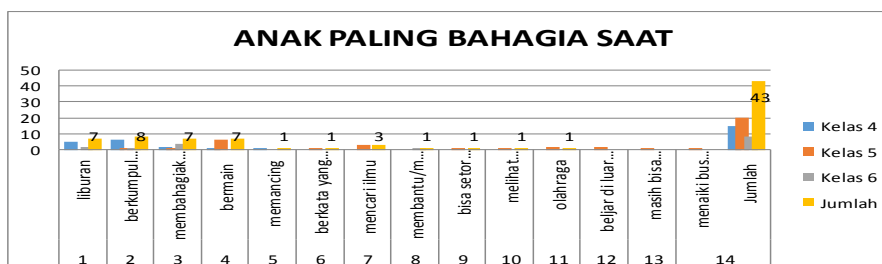 ANAK PALING BAHAGIA SAAT
50
40
30
20
10
0
7 8 7 7 1 1 3 1 1 1 1 43
liburan
berkumpul…
membahagiak…
bermain
memancing
berkata yang…
mencari ilmu
membantu/m…
bisa setor…
melihat…
olahraga
beljar di luar…
masih bisa…
menaiki bus…
Jumlah
1 2 3 4 5 6 7 8 9 10 11 12 13 14
Kelas 4
Kelas 5
Kelas 6
Jumlah